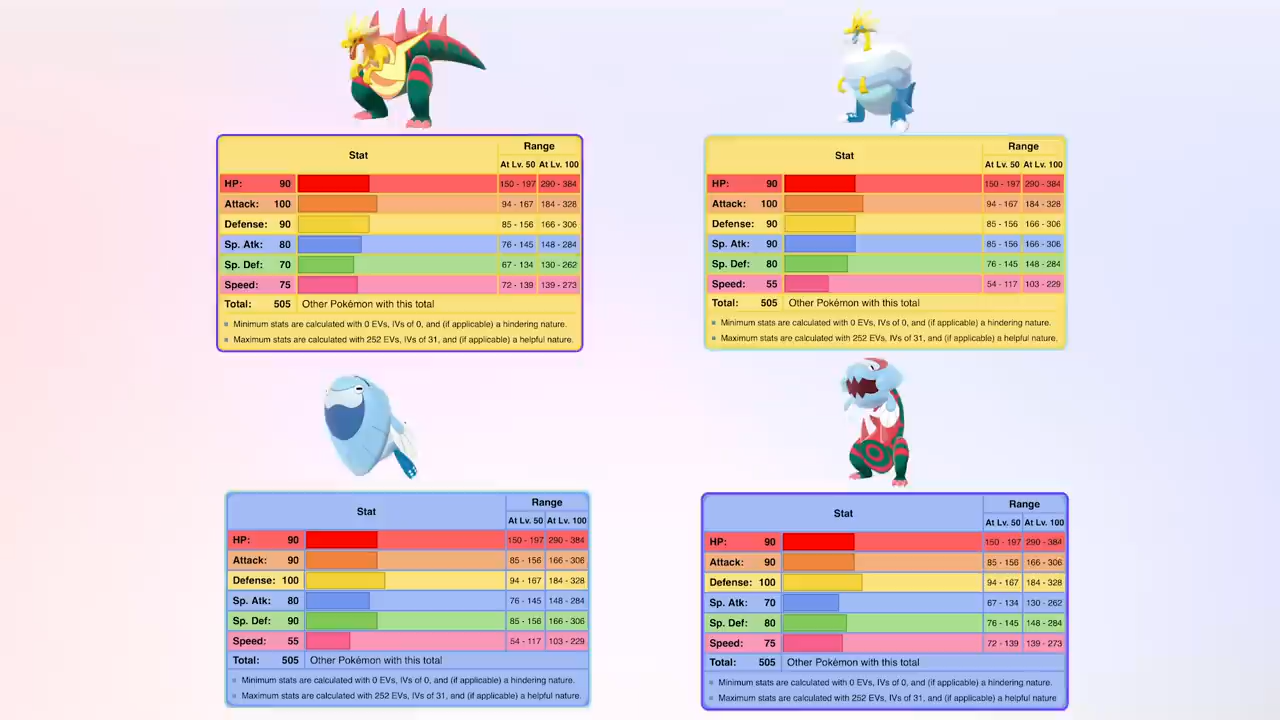 Stat Range
At Lv. 50 At Lv. 100
HP: 90 150 - 197 290 - 384
Attack: 100 94 - 167 184 - 328
Defense: 90 85 - 156 166 - 306
Sp. Atk: 80 76 - 145 148 - 284
Sp. Def: 70 67 - 134 130 - 262
Speed: 75 72 - 139 139 - 273
Total: 505 Other Pokémon with this total
Minimum stats are calculated with 0 EVs, IVs of 0, and (if applicable) a hindering nature.
Maximum stats are calculated with 252 EVs, IVs of 31, and (if applicable) a helpful nature.
Stat Range
At Lv. 50 At Lv. 100
HP: 90 150 - 197 290 - 384
Attack: 100 94 - 167 184 - 328
Defense: 90 85 - 156 166 - 306
Sp. Atk: 90 85 - 156 166 - 306
Sp. Def: 80 76 - 145 148 - 284
Speed: 55 54 - 117 103 - 229
Total: 505 Other Pokémon with this total
Minimum stats are calculated with 0 EVs, IVs of 0, and (if applicable) a hindering nature.
Maximum stats are calculated with 252 EVs, IVs of 31, and (if applicable) a helpful nature.
Stat Range
At Lv. 50 At Lv. 100
HP: 90 150 - 197 290 - 384
Attack: 90 85 - 156 166 - 306
Defense: 100 94 - 167 184 - 328
Sp. Atk: 80 76 - 145 148 - 284
Sp. Def: 90 85 - 156 166 - 306
Speed: 55 54 - 117 103 - 229
Total: 505 Other Pokémon with this total
Minimum stats are calculated with 0 EVs, IVs of 0, and (if applicable) a hindering nature.
Maximum stats are calculated with 252 EVs, IVs of 31, and (if applicable) a helpful nature.
Stat Range
At Lv. 50 At Lv. 100
HP: 90 150 - 197 290 - 384
Attack: 90 85 - 156 166 - 306
Defense: 100 94 - 167 184 - 328
Sp. Atk: 70 67 - 134 130 - 262
Sp. Def: 80 76 - 145 148 - 284
Speed: 75 72 - 139 139 - 273
Total: 505 Other Pokémon with this total
Minimum stats are calculated with 0 EVs, IVs of 0, and (if applicable) a hindering nature.
Maximum stats are calculated with 252 EVs, IVs of 31, and (if applicable) a helpful nature